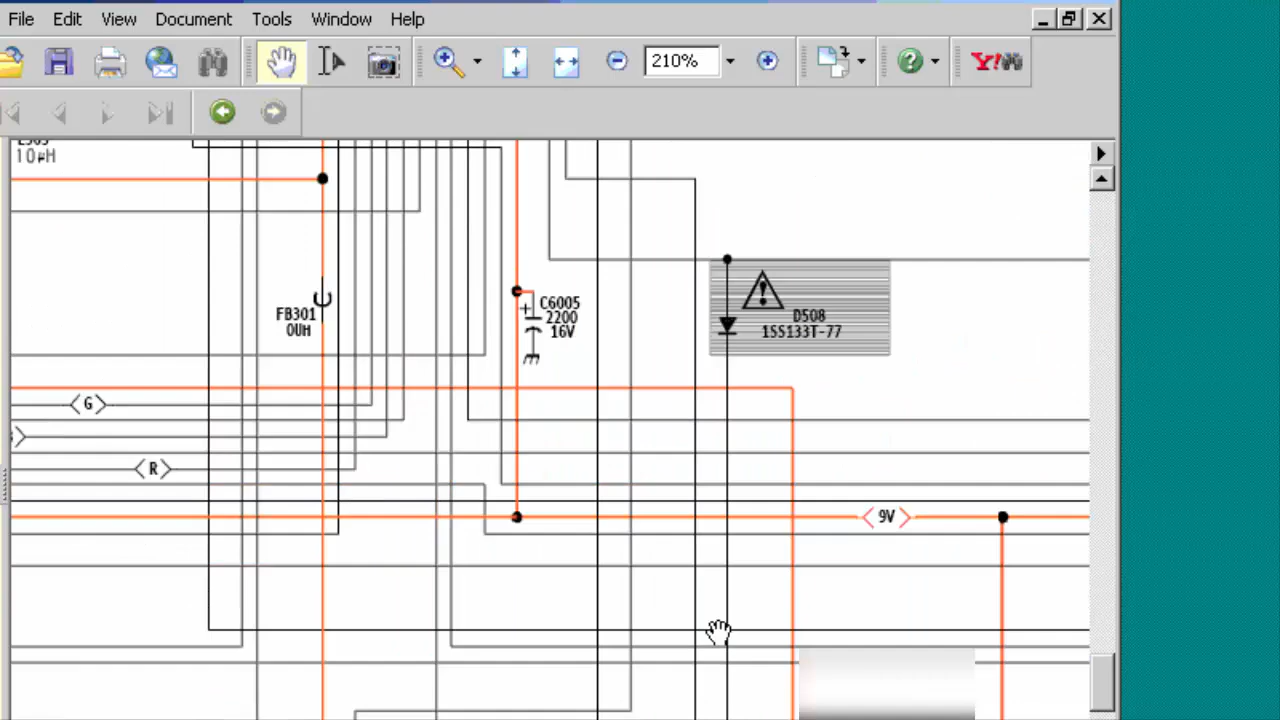 File Edit View Document Tools Window Help
210%
Y!
10µH
FB301
0UH
+
C6005
2200
16V
D508
1SS133T-77
G
R
9V